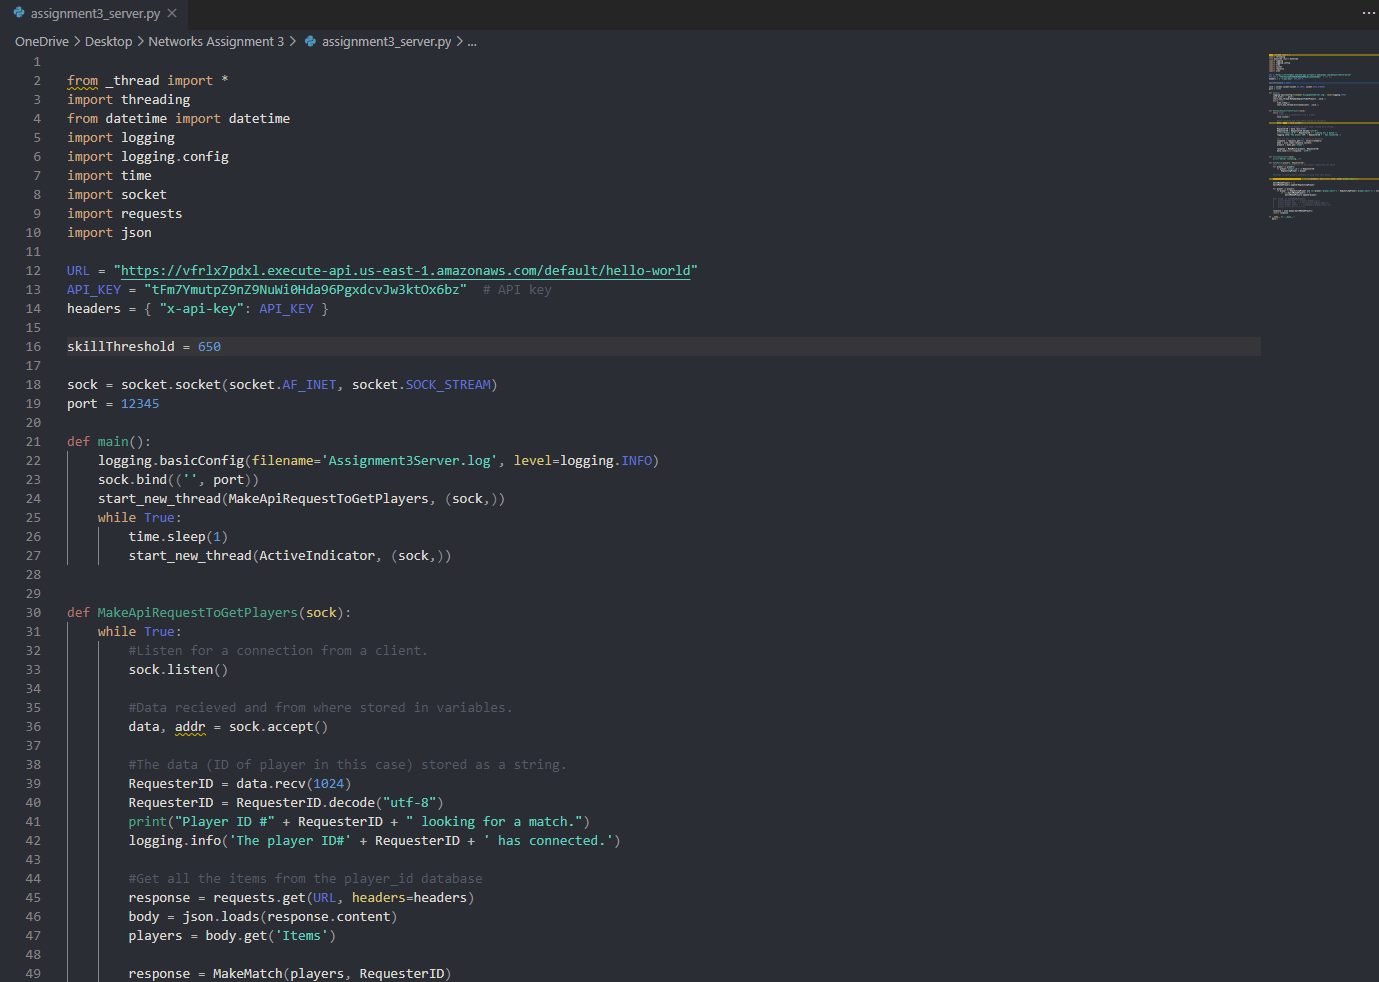 assignment3_server.py
OneDrive > Desktop > Networks Assignment 3 > assignment3_server.py > ...
1
2 from _thread import *
3 import threading
4 from datetime import datetime
5 import logging
6 import logging.config
7 import time
8 import socket
9 import requests
10 import json
11
12 URL = "https://vfrlx7pdxl.execute-api.us-east-1.amazonaws.com/default/hello-world"
13 API_KEY = "tFm7YmutpZ9nZ9NuWi0Hda96PgxdcvJw3ktOx6bz"  # API key
14 headers = { "x-api-key": API_KEY }
15
16 skillThreshold = 650
17
18 sock = socket.socket(socket.AF_INET, socket.SOCK_STREAM)
19 port = 12345
20
21 def main():
22     logging.basicConfig(filename='Assignment3Server.log', level=logging.INFO)
23     sock.bind(('', port))
24     start_new_thread(MakeApiRequestToGetPlayers, (sock,))
25     while True:
26         time.sleep(1)
27         start_new_thread(ActiveIndicator, (sock,))
28
29
30 def MakeApiRequestToGetPlayers(sock):
31     while True:
32         #Listen for a connection from a client.
33         sock.listen()
34
35         #Data recieved and from where stored in variables.
36         data, addr = sock.accept()
37
38         #The data (ID of player in this case) stored as a string.
39         RequesterID = data.recv(1024)
40         RequesterID = RequesterID.decode("utf-8")
41         print("Player ID #" + RequesterID + " looking for a match.")
42         logging.info('The player ID#' + RequesterID + ' has connected.')
43
44         #Get all the items from the player_id database
45         response = requests.get(URL, headers=headers)
46         body = json.loads(response.content)
47         players = body.get('Items')
48
49         response = MakeMatch(players, RequesterID)